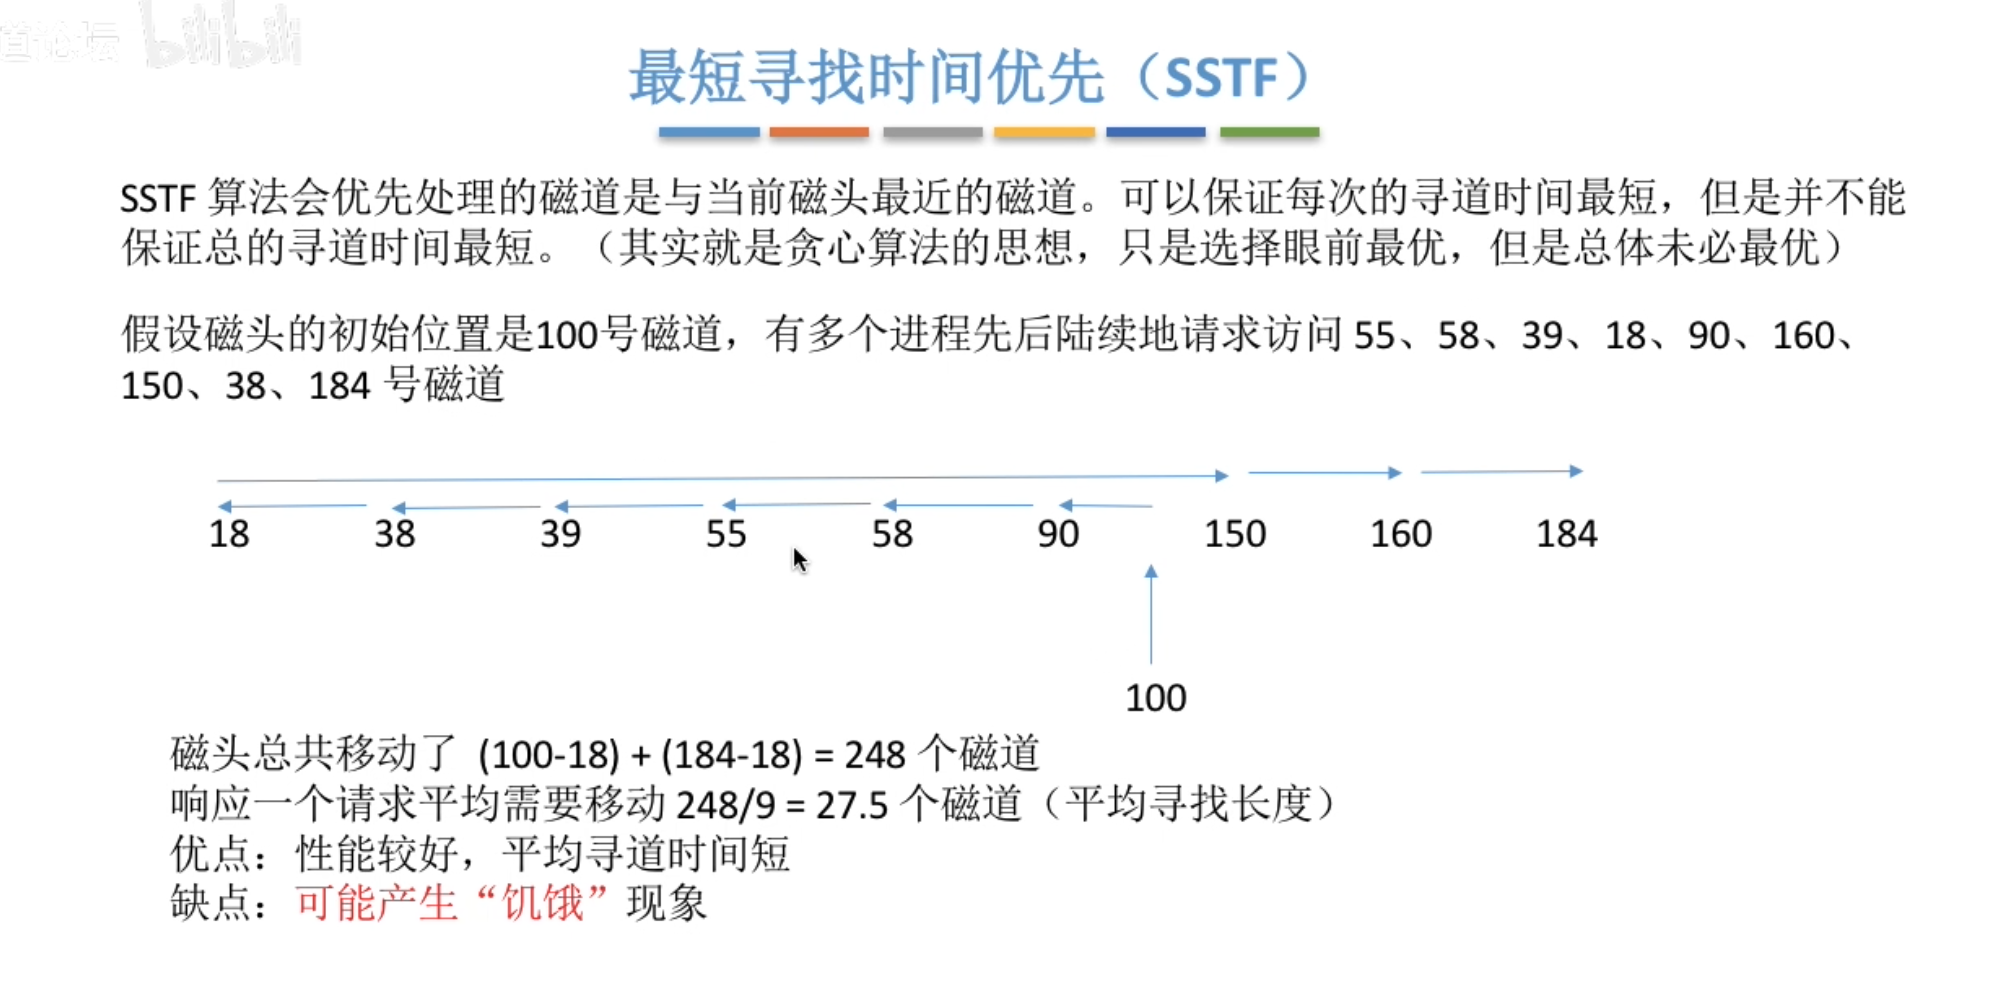 道论坛 bilibili
最短寻找时间优先（SSTF）
SSTF 算法会优先处理的磁道是与当前磁头最近的磁道。可以保证每次的寻道时间最短，但是并不能
保证总的寻道时间最短。（其实就是贪心算法的思想，只是选择眼前最优，但是总体未必最优）
假设磁头的初始位置是100号磁道，有多个进程先后陆续地请求访问 55、58、39、18、90、160、
150、38、184 号磁道
18 38 39 55 58 90 150 160 184
100
磁头总共移动了 (100-18) + (184-18) = 248 个磁道
响应一个请求平均需要移动 248/9 = 27.5 个磁道（平均寻找长度）
优点：性能较好，平均寻道时间短
缺点：可能产生“饥饿”现象